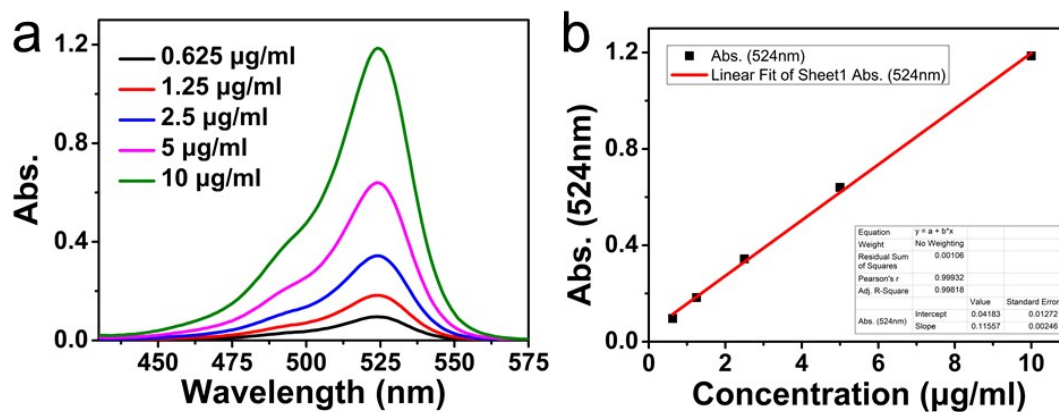 a
Abs.
1.2
0.8
0.4
0.0
0.625 µg/ml
1.25 µg/ml
2.5 µg/ml
5 µg/ml
10 µg/ml
450 475 500 525 550 575
Wavelength (nm)
b
Abs. (524nm)
1.2
0.8
0.4
0.0
Abs. (524nm)
Linear Fit of Sheet1 Abs. (524nm)
Equation y = a + b*x
Weight No Weighting
Residual Sum of Squares 0.00106
Pearson's r 0.99932
Adj. R-Square 0.99818
Value Standard Error
Abs. (524nm) Intercept 0.04183 0.01272
Slope 0.11557 0.00246
0 2 4 6 8 10
Concentration (µg/ml)